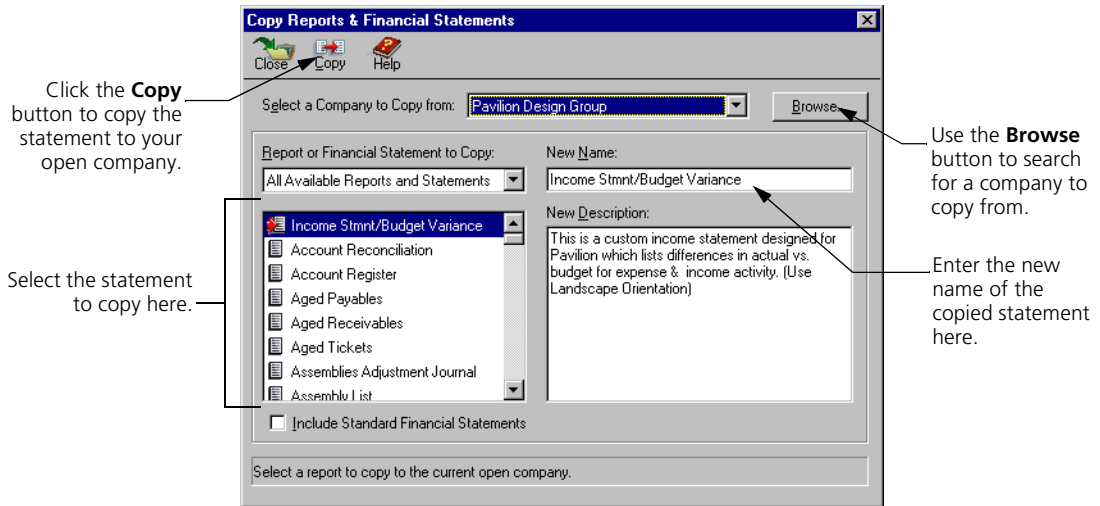 Copy Reports & Financial Statements
Close Copy Help
Click the Copy
button to copy the
statement to your
open company.
Select a Company to Copy from: Pavilion Design Group Browse...
Use the Browse
button to search
for a company to
copy from.
Report or Financial Statement to Copy:
All Available Reports and Statements
New Name:
Income Stmnt/Budget Variance
Select the statement
to copy here.
Income Stmnt/Budget Variance
Account Reconciliation
Account Register
Aged Payables
Aged Receivables
Aged Tickets
Assemblies Adjustment Journal
Assembly List
New Description:
This is a custom income statement designed for
Pavilion which lists differences in actual vs.
budget for expense & income activity. (Use
Landscape Orientation)
Enter the new
name of the
copied statement
here.
Include Standard Financial Statements
Select a report to copy to the current open company.